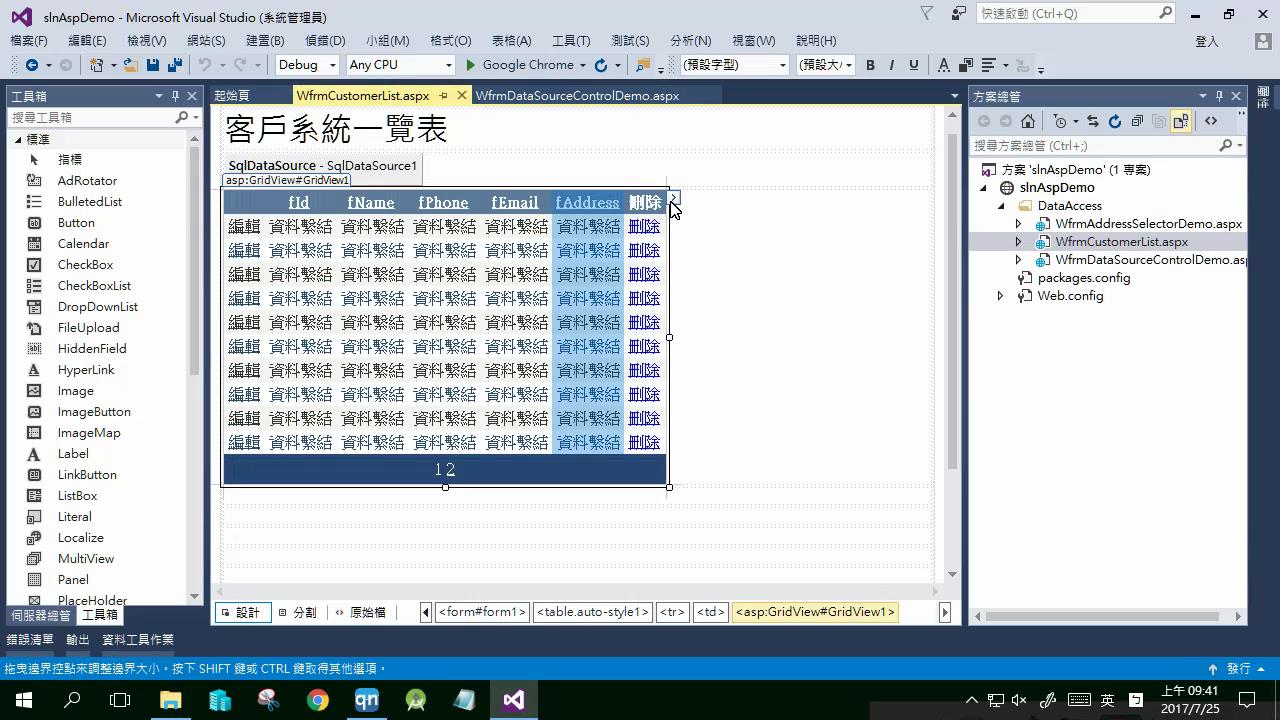 slnAspDemo - Microsoft Visual Studio (系統管理員)
快速啟動 (Ctrl+Q)
檔案(F) 編輯(E) 檢視(V) 網站(S) 建置(B) 偵錯(D) 小組(M) 格式(O) 表格(A) 工具(T) 測試(S) 分析(N) 視窗(W) 說明(H)
登入
Debug Any CPU Google Chrome (預設字型) (預設大/ B I U A
工具箱
搜尋工具箱
標準
指標
AdRotator
BulletedList
Button
Calendar
CheckBox
CheckBoxList
DropDownList
FileUpload
HiddenField
HyperLink
Image
ImageButton
ImageMap
Label
LinkButton
ListBox
Literal
Localize
MultiView
Panel
PlaceHolder
伺服器總管 工具箱
起始頁 WfrmCustomerList.aspx WfrmDataSourceControlDemo.aspx
客戶系統一覽表
SqlDataSource - SqlDataSource1
asp:GridView#GridView1
fId fName fPhone fEmail fAddress 刪除
編輯 資料繫結 資料繫結 資料繫結 資料繫結 資料繫結 刪除
編輯 資料繫結 資料繫結 資料繫結 資料繫結 資料繫結 刪除
編輯 資料繫結 資料繫結 資料繫結 資料繫結 資料繫結 刪除
編輯 資料繫結 資料繫結 資料繫結 資料繫結 資料繫結 刪除
編輯 資料繫結 資料繫結 資料繫結 資料繫結 資料繫結 刪除
編輯 資料繫結 資料繫結 資料繫結 資料繫結 資料繫結 刪除
編輯 資料繫結 資料繫結 資料繫結 資料繫結 資料繫結 刪除
編輯 資料繫結 資料繫結 資料繫結 資料繫結 資料繫結 刪除
編輯 資料繫結 資料繫結 資料繫結 資料繫結 資料繫結 刪除
編輯 資料繫結 資料繫結 資料繫結 資料繫結 資料繫結 刪除
1 2
設計 分割 原始檔 <form#form1> <table.auto-style1> <tr> <td> <asp:GridView#GridView1>
方案總管
搜尋方案總管 (Ctrl+;)
方案 'slnAspDemo' (1 專案)
slnAspDemo
DataAccess
WfrmAddressSelectorDemo.aspx
WfrmCustomerList.aspx
WfrmDataSourceControlDemo.as
packages.config
Web.config
錯誤清單 輸出 資料工具作業
拖曳邊界控點來調整邊界大小。按下 SHIFT 鍵或 CTRL 鍵取得其他選項。
發行
qn
英
上午 09:41
2017/7/25